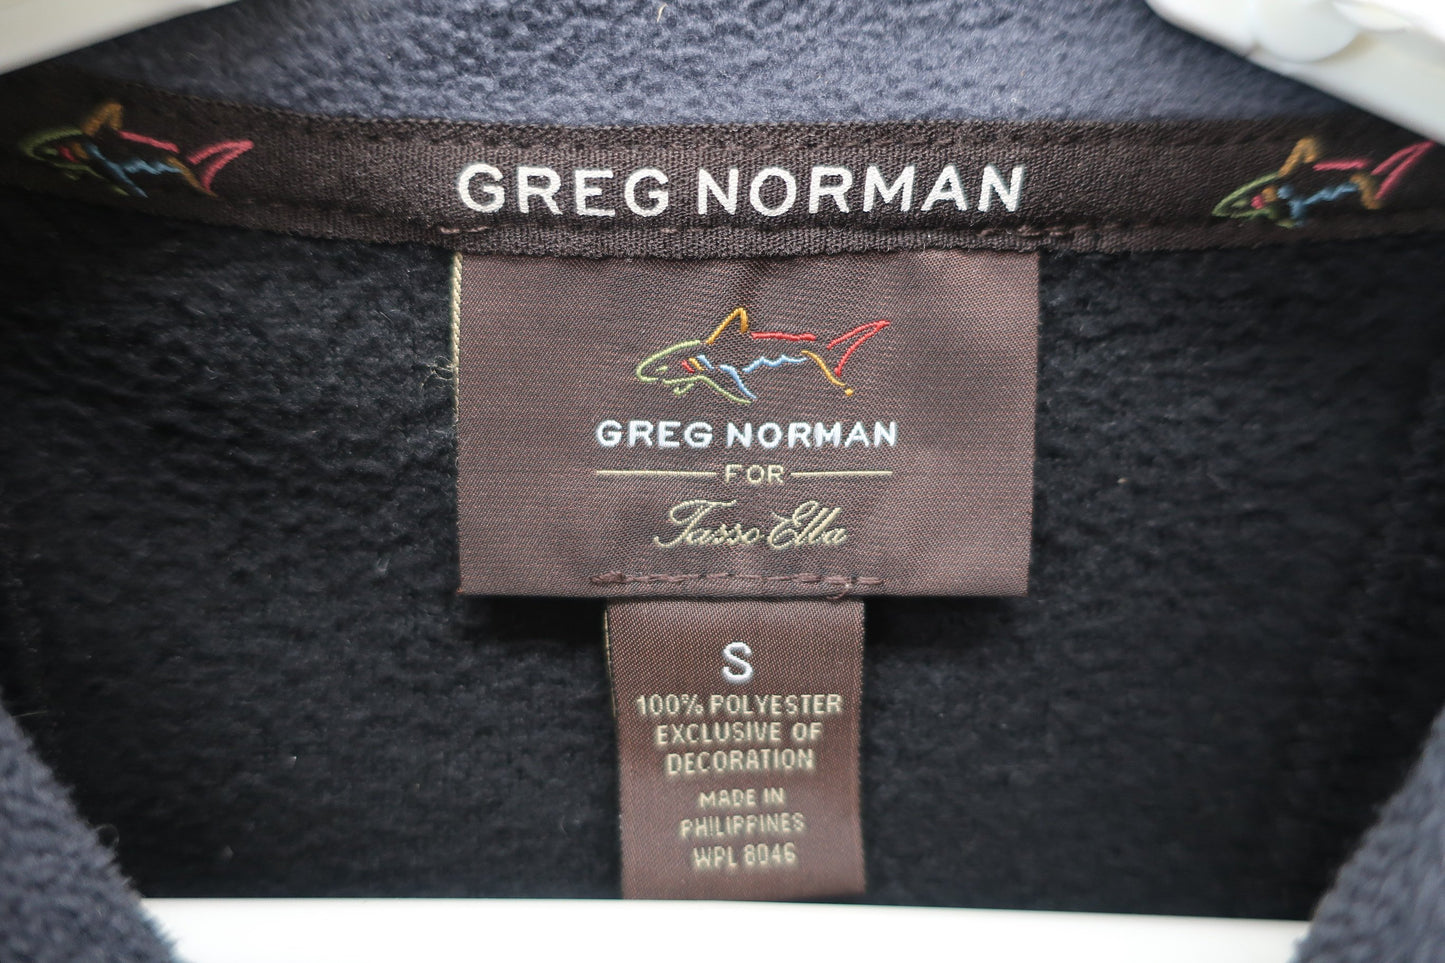 GREG NORMAN
GREG NORMAN
FOR
Tasso Elba
S
100% POLYESTER
EXCLUSIVE OF
DECORATION
MADE IN
PHILIPPINES
WPL 8046